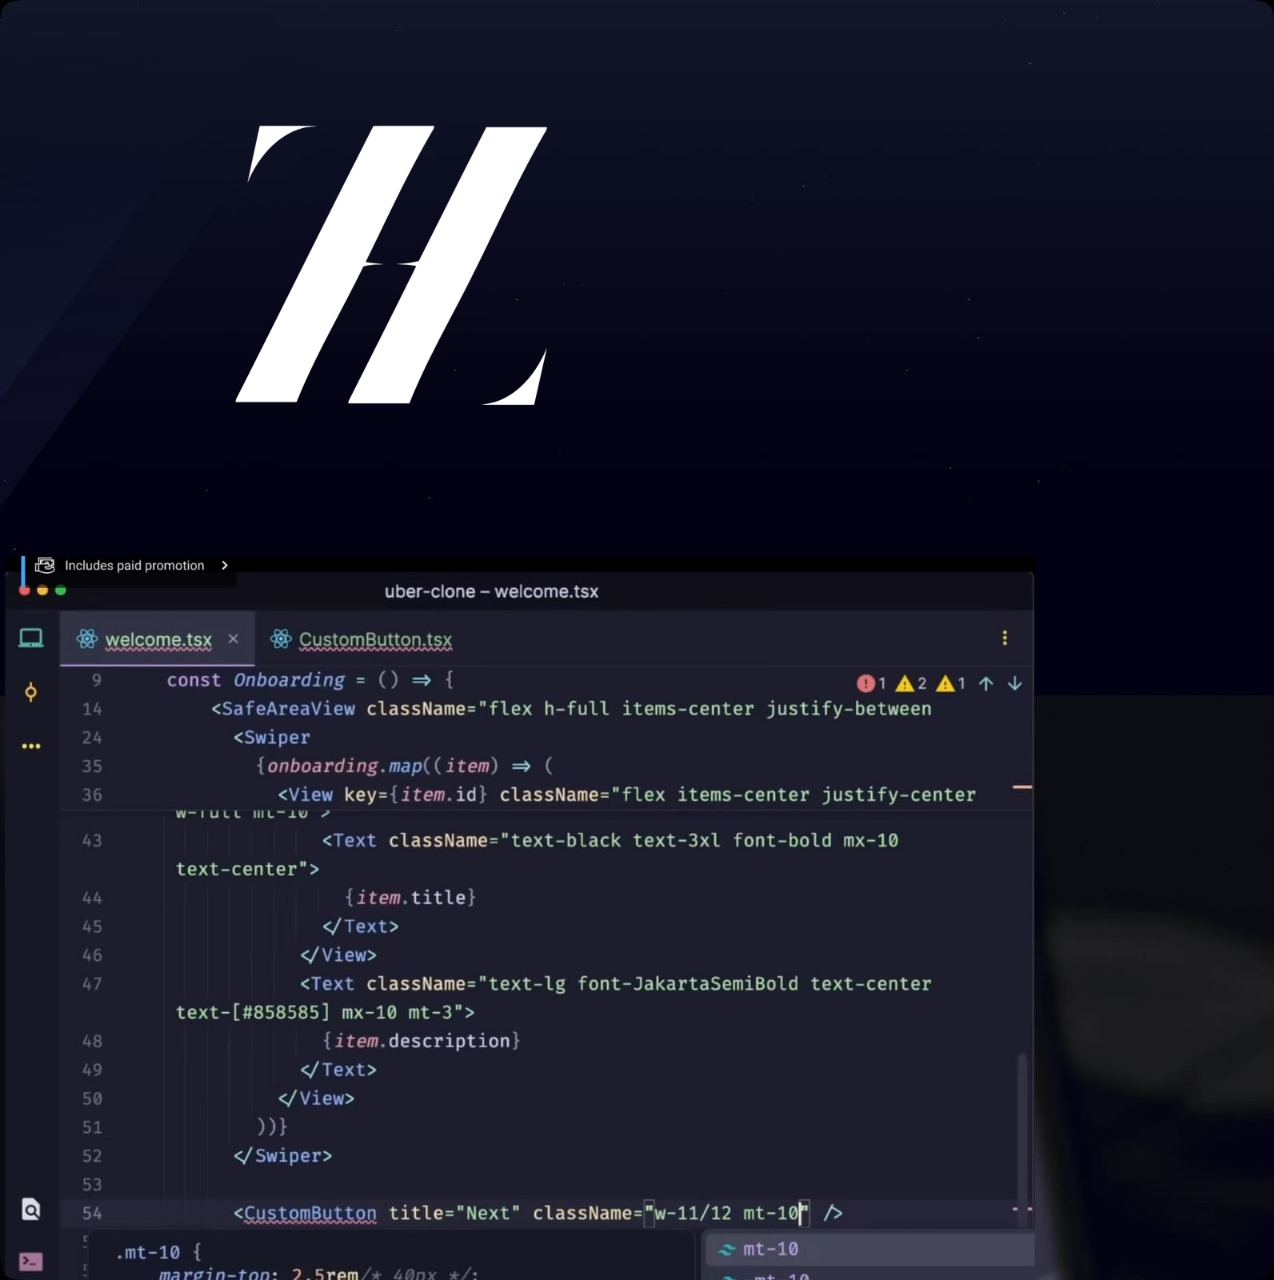 H
Includes paid promotion
uber-clone – welcome.tsx
welcome.tsx
CustomButton.tsx
1 2 1
9 const Onboarding = () => {
14 <SafeAreaView className="flex h-full items-center justify-between
24 <Swiper
35 {onboarding.map((item) => (
36 <View key={item.id} className="flex items-center justify-center
w-full mt-10">
43 <Text className="text-black text-3xl font-bold mx-10
text-center">
44 {item.title}
45 </Text>
46 </View>
47 <Text className="text-lg font-JakartaSemiBold text-center
text-[#858585] mx-10 mt-3">
48 {item.description}
49 </Text>
50 </View>
51 ))}
52 </Swiper>
53
54 <CustomButton title="Next" className="w-11/12 mt-10" />
.mt-10 {
margin-top: 2.5rem/* 40px */;
mt-10